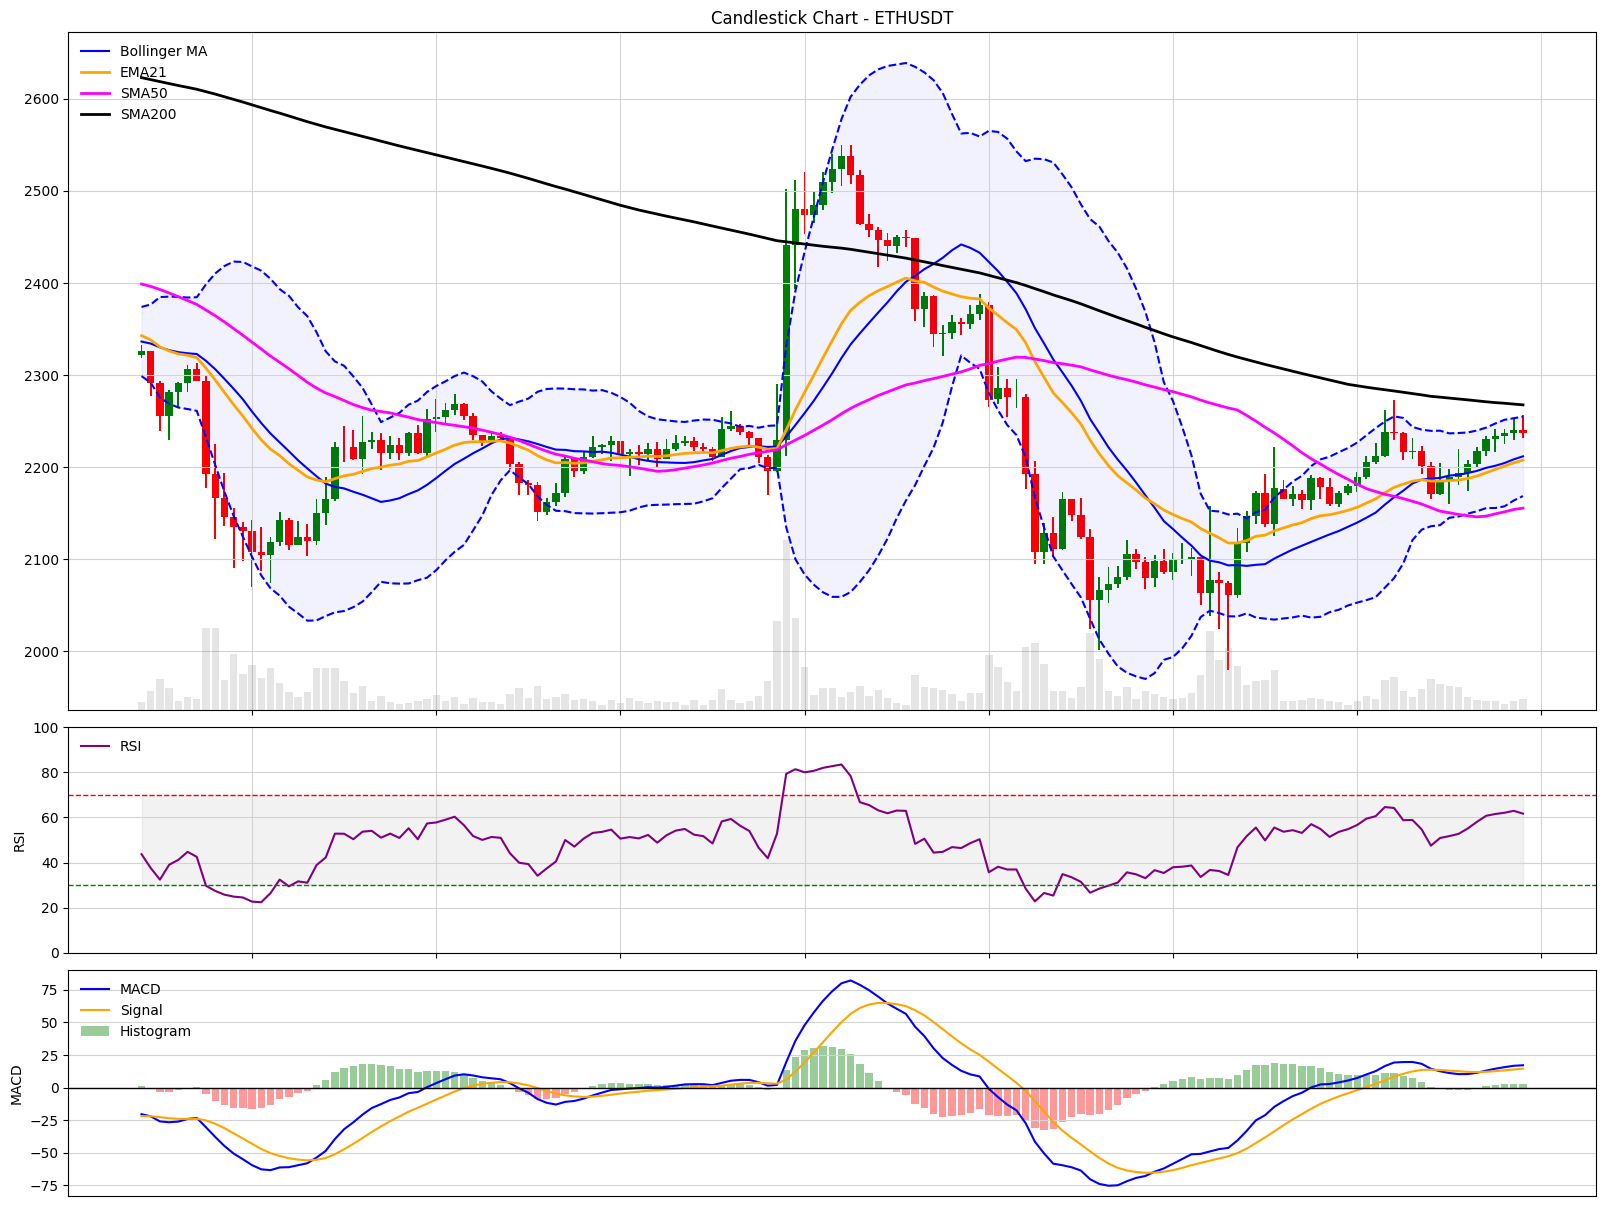 Candlestick Chart - ETHUSDT
Bollinger MA
EMA21
SMA50
SMA200
2600
2500
2400
2300
2200
2100
2000
RSI
100
80
60
40
20
0
RSI
MACD
Signal
Histogram
75
50
25
0
−25
−50
−75
MACD